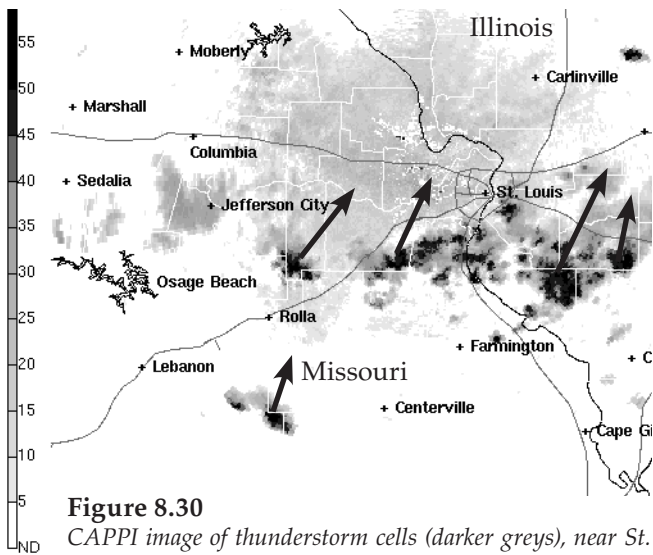 Illinois
55
Moberly
50
Carlinville
Marshall
45
Columbia
40
Sedalia
St. Louis
Jefferson City
35
30
Osage Beach
25
Rolla
Farmington
20
Lebanon
Missouri
C
15
Centerville
Cape Gi
10
5
Figure 8.30
ND
CAPPI image of thunderstorm cells (darker greys), near St.